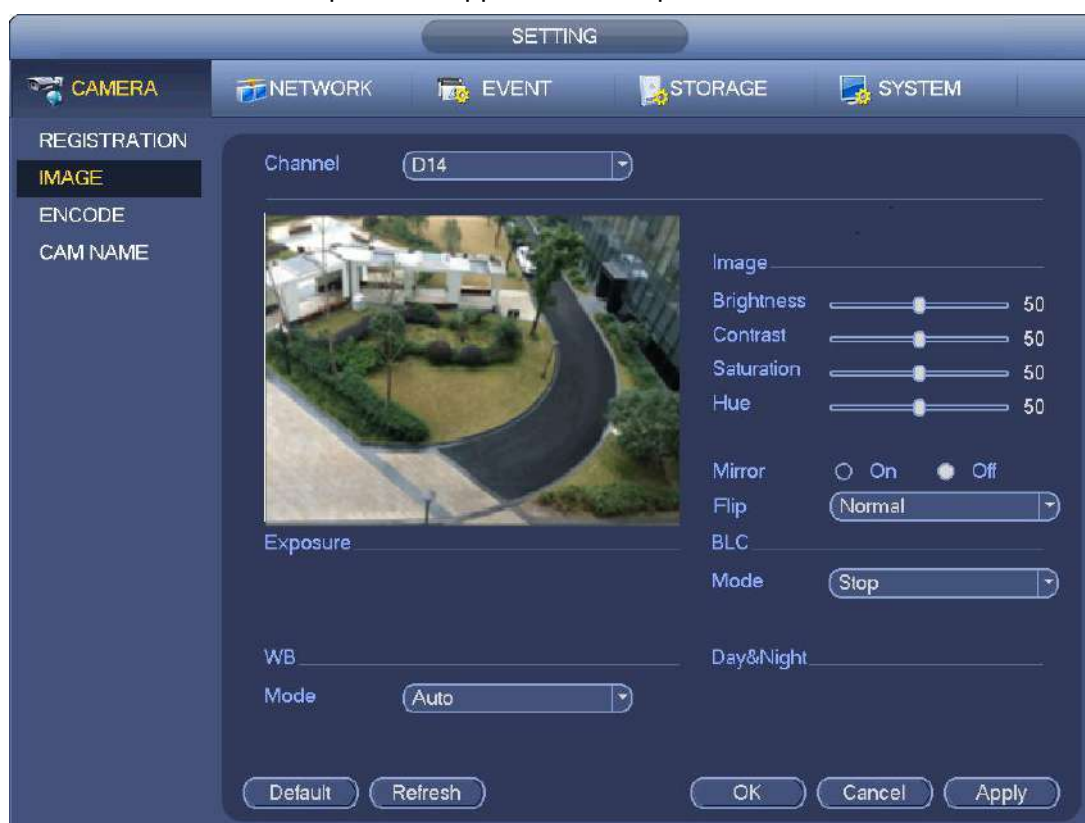 SETTING
CAMERA NETWORK EVENT STORAGE SYSTEM
REGISTRATION
IMAGE
ENCODE
CAM NAME
Channel D14
Image
Brightness 50
Contrast 50
Saturation 50
Hue 50
Mirror On Off
Flip Normal
Exposure BLC
Mode Stop
WB Day&Night
Mode Auto
Default Refresh OK Cancel Apply